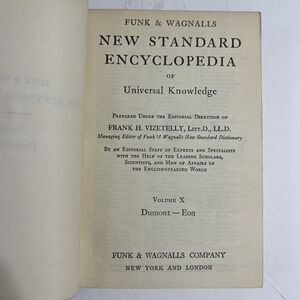 FUNK & WAGNALLS
NEW STANDARD
ENCYCLOPEDIA
OF
Universal Knowledge
Prepared Under the Editorial Direction of
FRANK H. VIZETELLY, Litt.D., LL.D.
Managing Editor of Funk & Wagnalls New Standard Dictionary
By an Editorial Staff of Experts and Specialists
with the Help of the Leading Scholars,
Scientists, and Men of Affairs of
the English-speaking World
Volume X
Dumont—Eon
FUNK & WAGNALLS COMPANY
NEW YORK AND LONDON